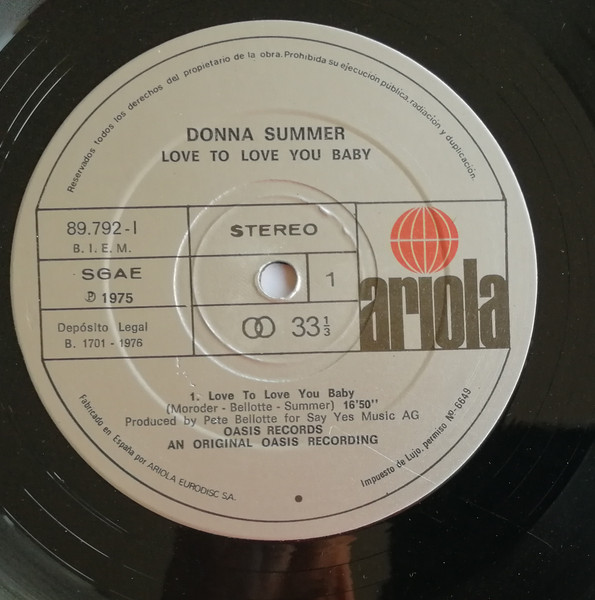 Reservados todos los derechos del propietario de la obra. Prohibida su ejecución pública, radiación y duplicación.
DONNA SUMMER
LOVE TO LOVE YOU BABY
89.792-I
B. I. E. M.
STEREO
SGAE
Ⓟ 1975
1
ariola
Depósito Legal
B. 1701 - 1976
33⅓
1. Love To Love You Baby
(Moroder - Bellotte - Summer) 16'50''
Produced by Pete Bellotte for Say Yes Music AG
OASIS RECORDS
AN ORIGINAL OASIS RECORDING
Fabricado en España por ARIOLA EURODISC S.A.
Impuesto de Lujo, permiso Nº 6649